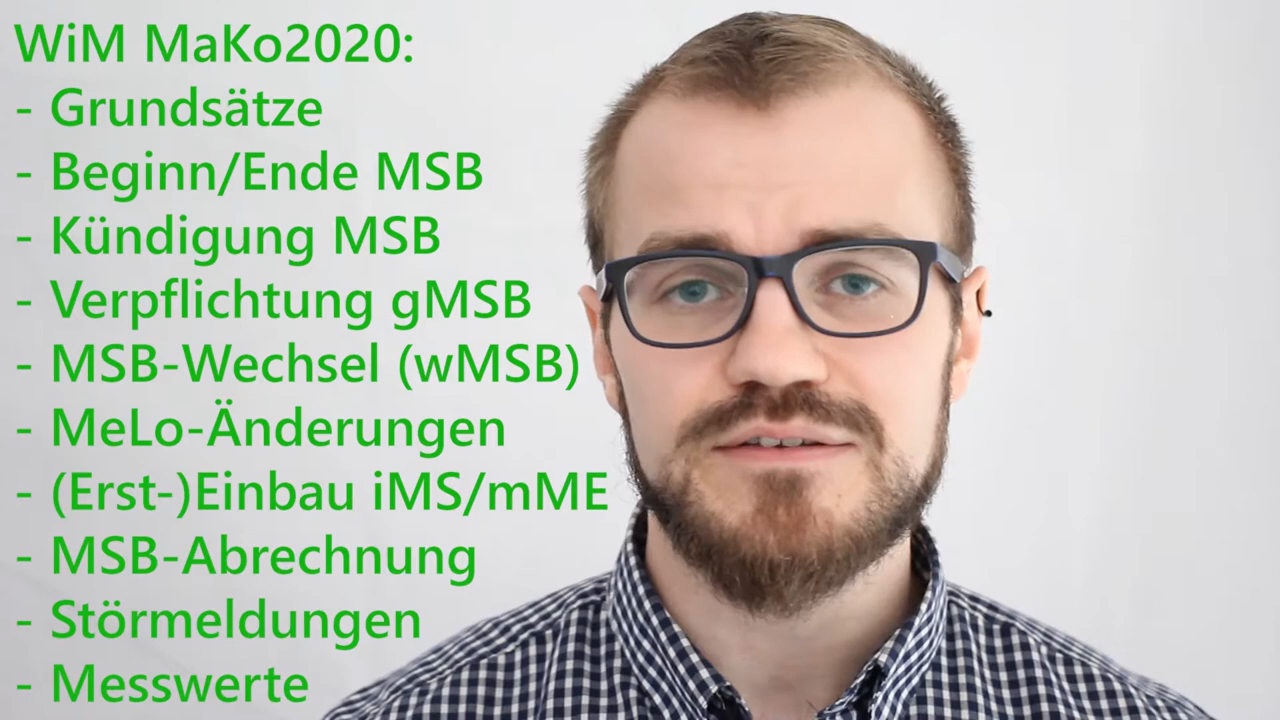 WiM MaKo2020:
- Grundsätze
- Beginn/Ende MSB
- Kündigung MSB
- Verpflichtung gMSB
- MSB-Wechsel (wMSB)
- MeLo-Änderungen
- (Erst-)Einbau iMS/mME
- MSB-Abrechnung
- Störmeldungen
- Messwerte